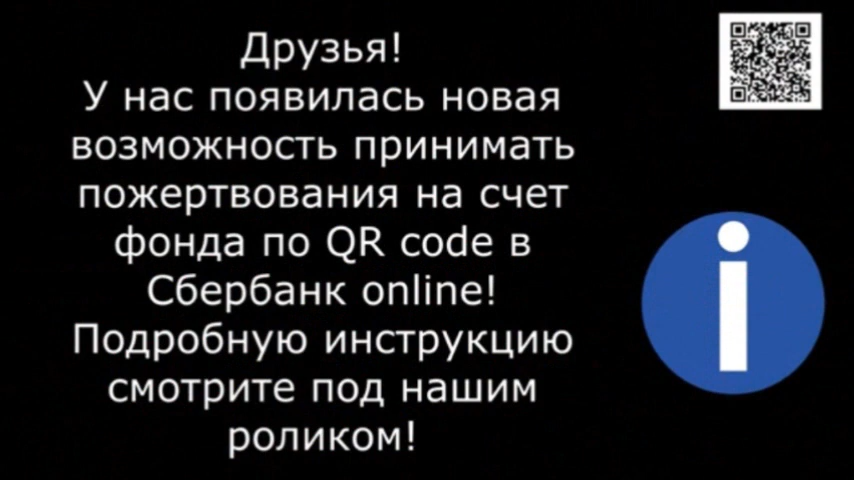 Друзья!
У нас появилась новая
возможность принимать
пожертвования на счет
фонда по QR code в
Сбербанк online!
Подробную инструкцию
смотрите под нашим
роликом!
i